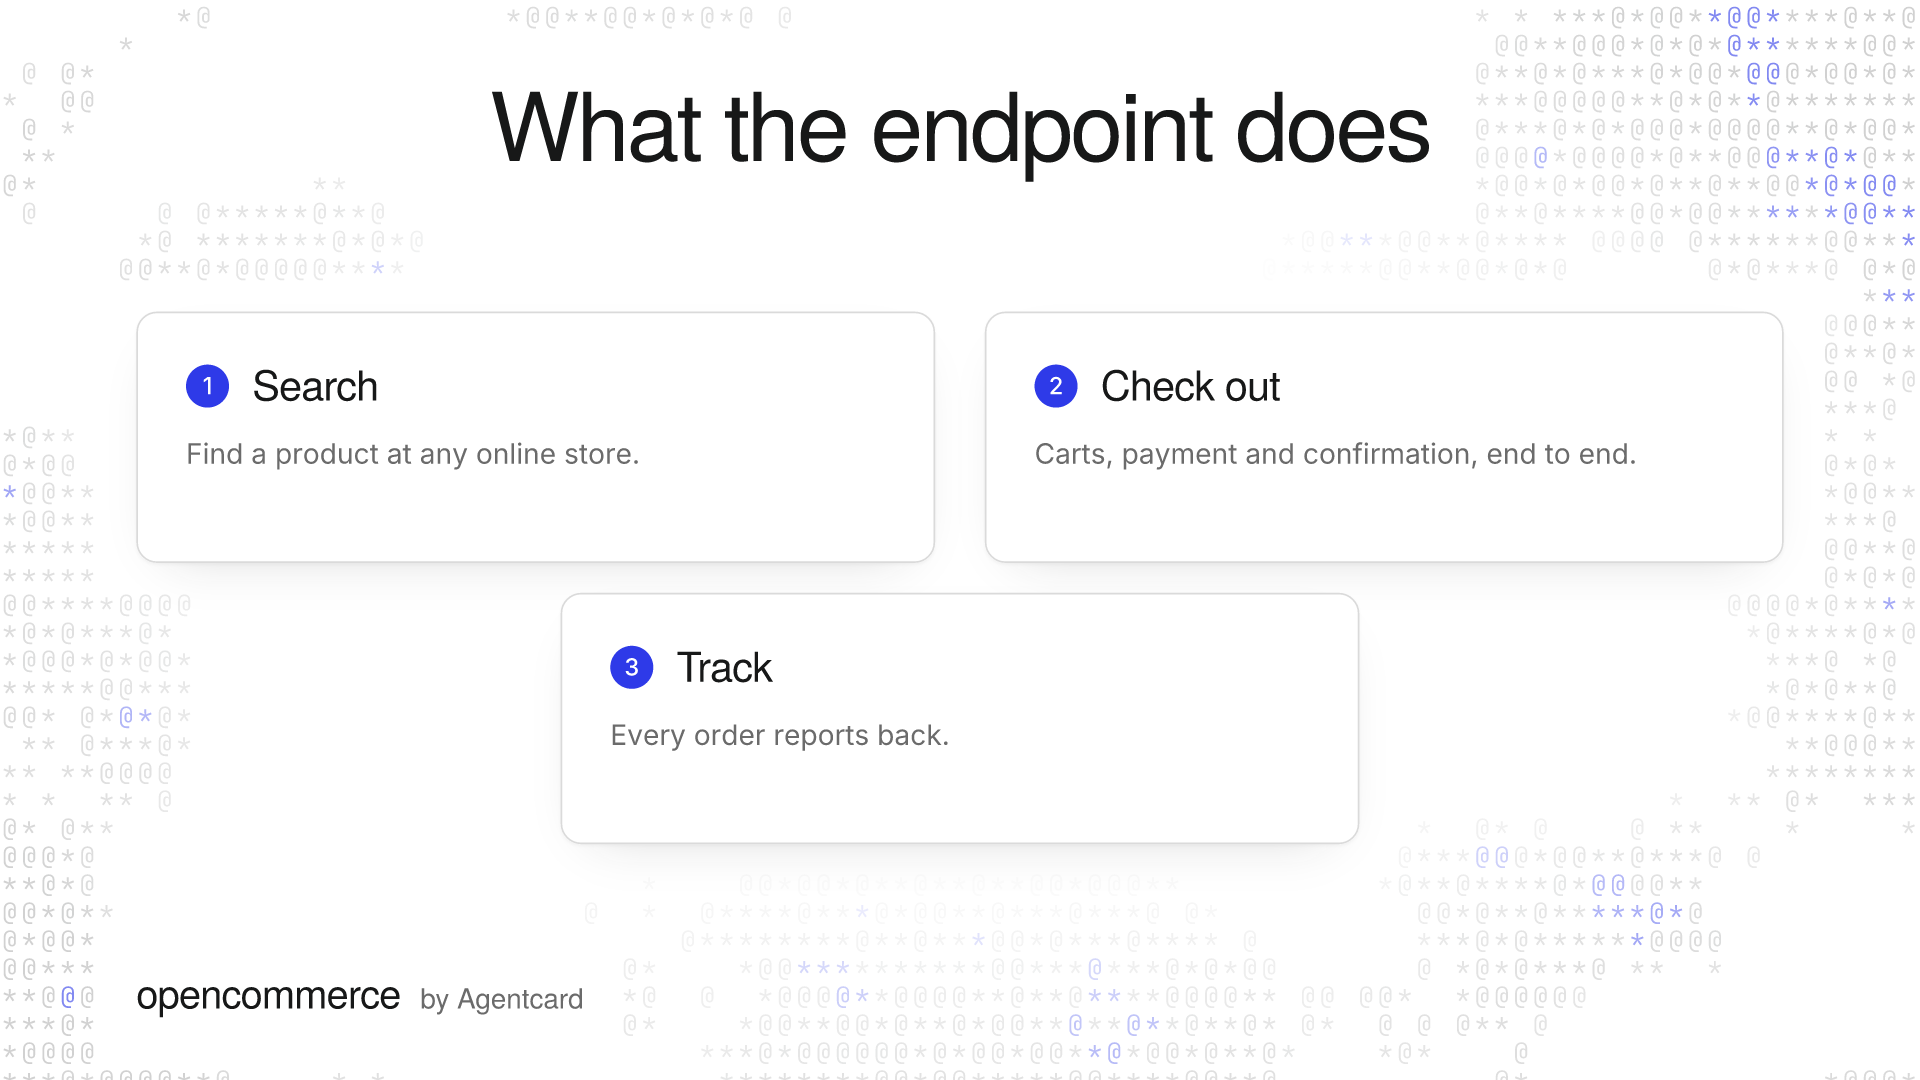 What the endpoint does
1 Search
Find a product at any online store.
2 Check out
Carts, payment and confirmation, end to end.
3 Track
Every order reports back.
opencommerce by Agentcard